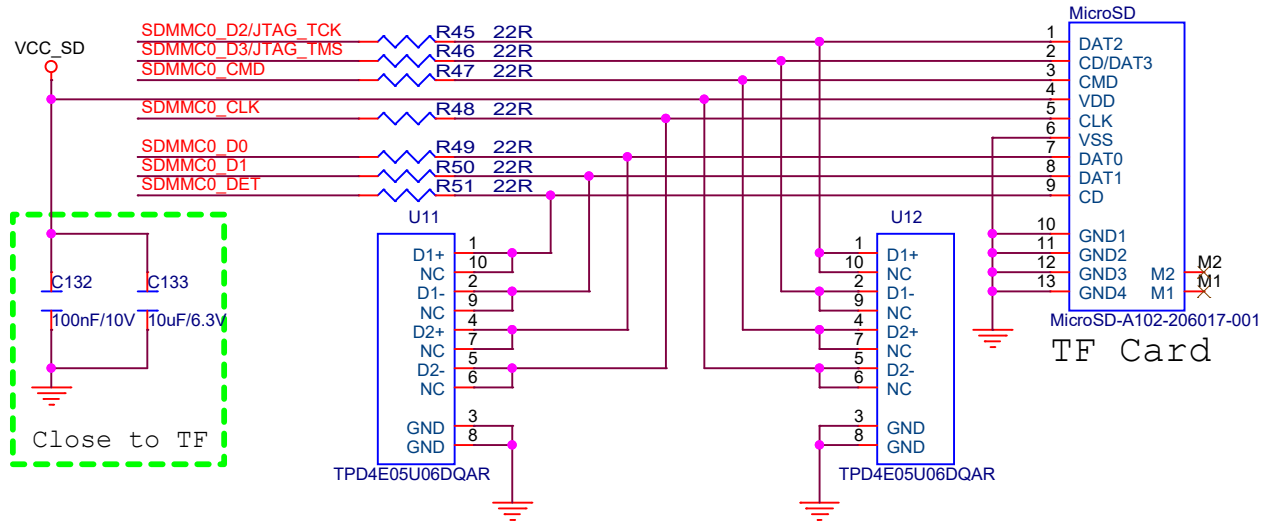 MicroSD
SDMMC0_D2/JTAG_TCK R45 22R 1 DAT2
VCC_SD SDMMC0_D3/JTAG_TMS R46 22R 2 CD/DAT3
SDMMC0_CMD R47 22R 3 CMD
4 VDD
SDMMC0_CLK R48 22R 5 CLK
6 VSS
SDMMC0_D0 R49 22R 7 DAT0
SDMMC0_D1 R50 22R 8 DAT1
SDMMC0_DET R51 22R 9 CD
10 GND1
11 GND2
12 GND3 M2 M2
13 GND4 M1 M1
MicroSD-A102-206017-001
TF Card
U11
1 D1+
10 NC
2 D1-
9 NC
4 D2+
7 NC
5 D2-
6 NC
3 GND
8 GND
TPD4E05U06DQAR
U12
1 D1+
10 NC
2 D1-
9 NC
4 D2+
7 NC
5 D2-
6 NC
3 GND
8 GND
TPD4E05U06DQAR
C132 C133
100nF/10V 10uF/6.3V
Close to TF